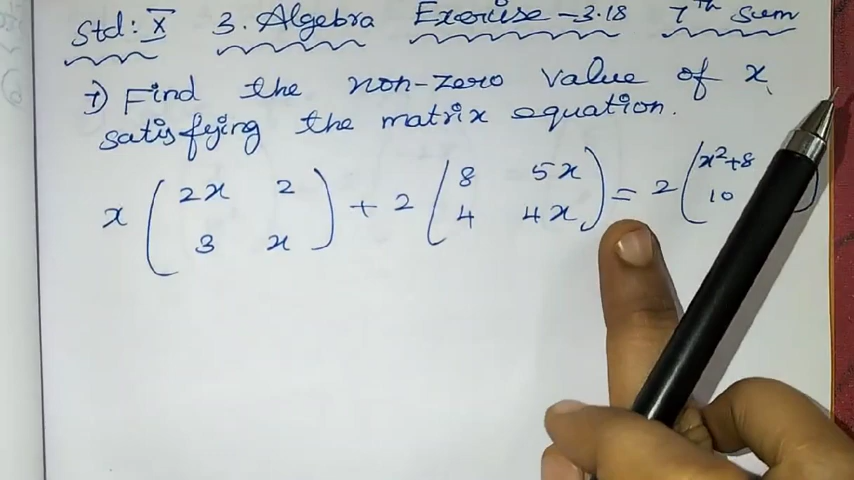 Std: X 3. Algebra Exercise - 3.18 7th sum
7) Find the non-zero value of x,
satisfying the matrix equation.
x ( 2x 2 ) + 2 ( 8 5x ) = 2 ( x²+8
3 x 4 4x 10 )